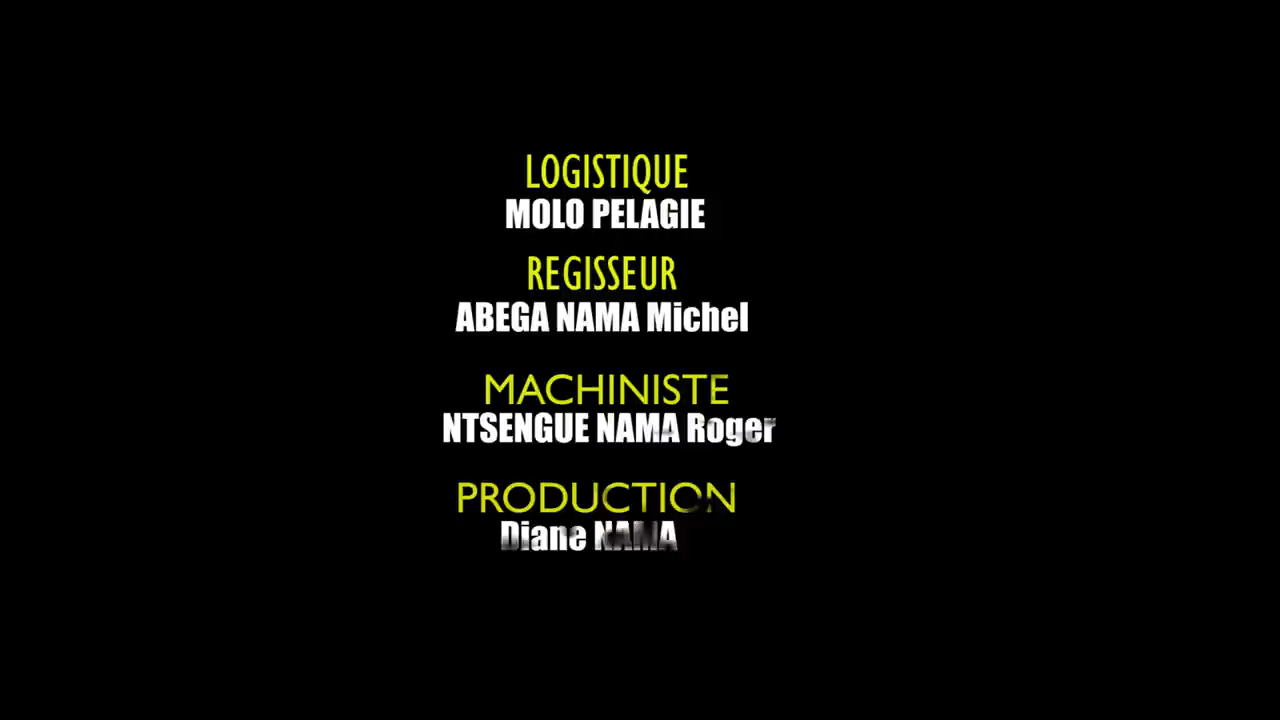 LOGISTIQUE
MOLO PELAGIE
REGISSEUR
ABEGA NAMA Michel
MACHINISTE
NTSENGUE NAMA Roger
PRODUCTION
Diane NAMA